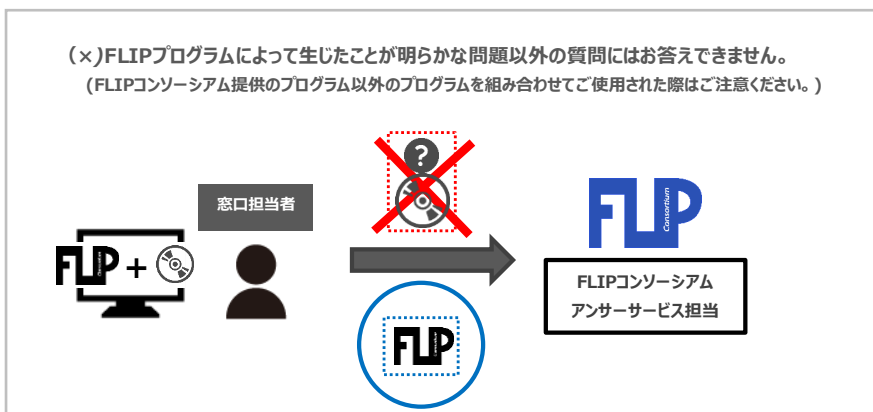 (×)FLIPプログラムによって生じたことが明らかな問題以外の質問にはお答えできません。
(FLIPコンソーシアム提供のプログラム以外のプログラムを組み合わせてご使用された際はご注意ください。)
?
窓口担当者
FLIP
Consortium
FLIP
Consortium
+
FLIPコンソーシアム
アンサーサービス担当
FLIP
Consortium